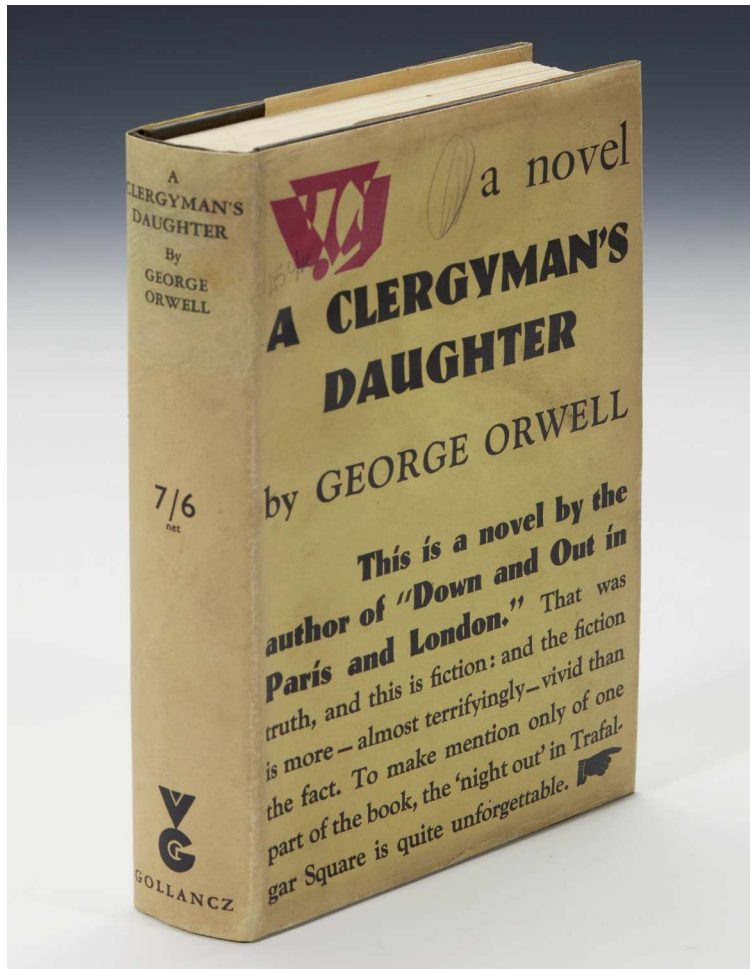 A
CLERGYMAN'S
DAUGHTER
By
GEORGE
ORWELL
7/6
net
VG
GOLLANCZ
VG
a novel
A CLERGYMAN'S
DAUGHTER
by GEORGE ORWELL
This is a novel by the
author of "Down and Out in
Paris and London." That was
truth, and this is fiction: and the fiction
is more—almost terrifyingly—vivid than
the fact. To make mention only of one
part of the book, the 'night out' in Trafal-
gar Square is quite unforgettable.